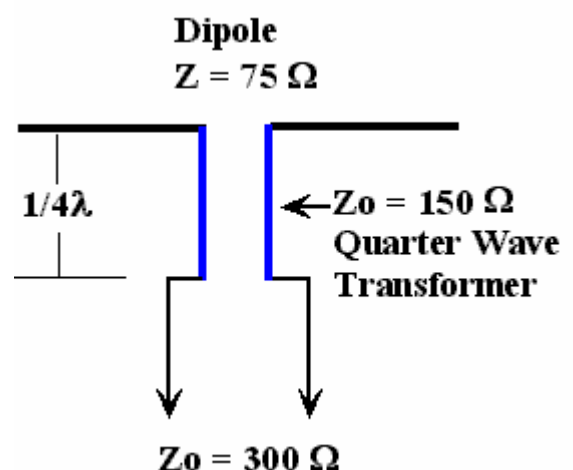 Dipole
Z = 75 Ω
1/4λ
Zo = 150 Ω
Quarter Wave
Transformer
Zo = 300 Ω